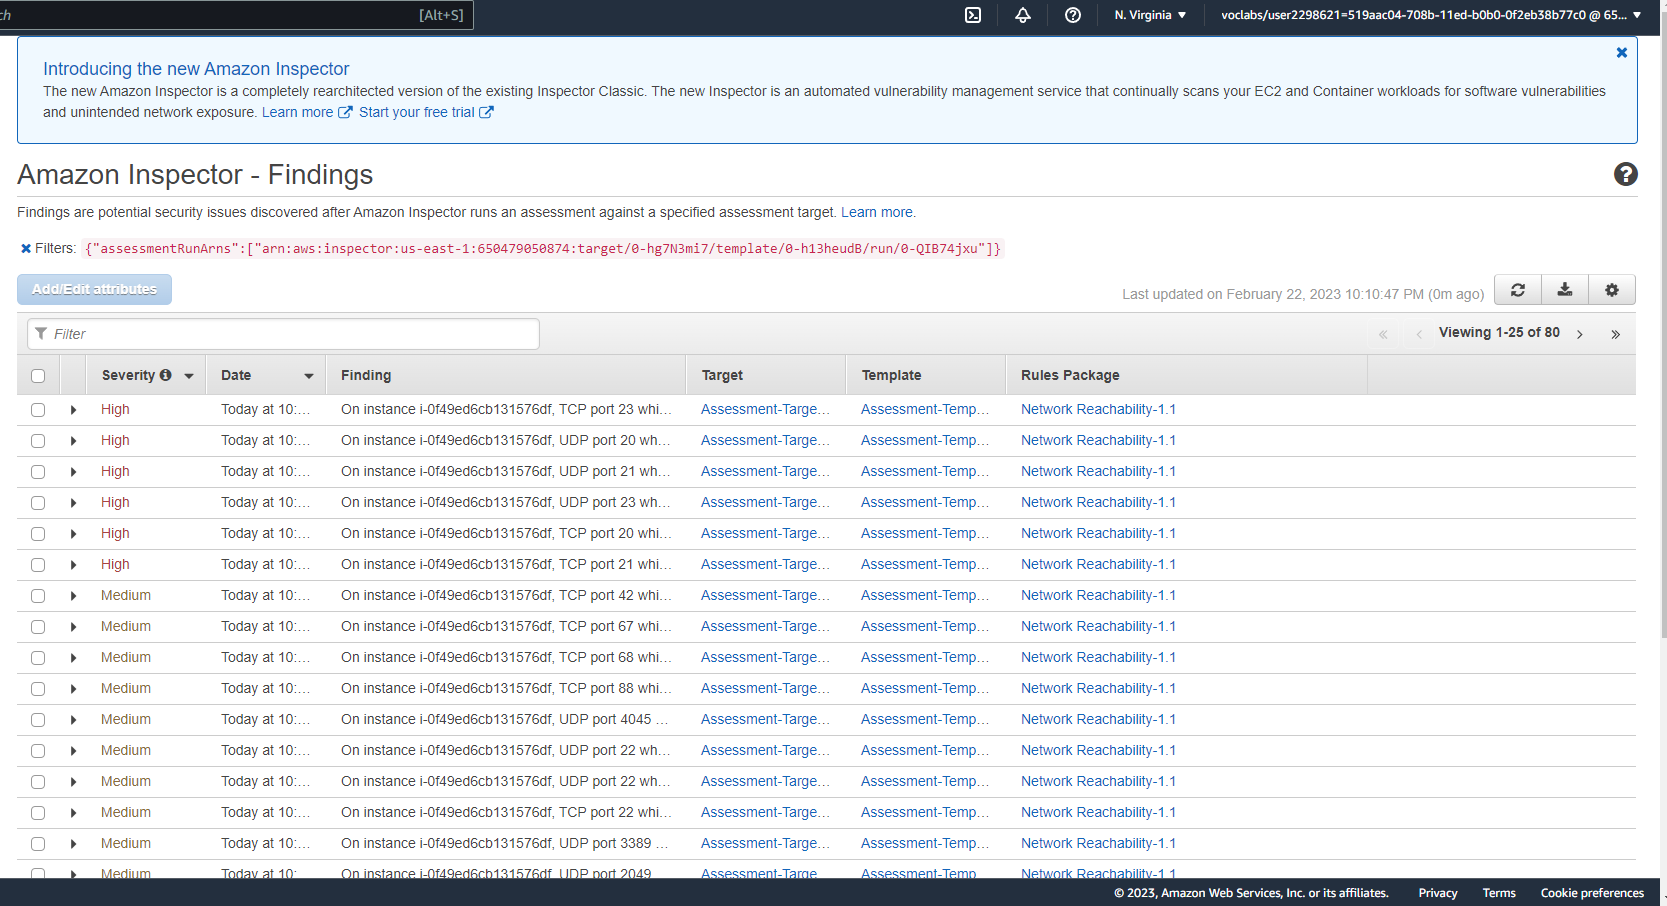 ch [Alt+S] N. Virginia voclabs/user2298621=519aac04-708b-11ed-b0b0-0f2eb38b77c0 @ 65...
Introducing the new Amazon Inspector
The new Amazon Inspector is a completely rearchitected version of the existing Inspector Classic. The new Inspector is an automated vulnerability management service that continually scans your EC2 and Container workloads for software vulnerabilities
and unintended network exposure. Learn more Start your free trial
Amazon Inspector - Findings
Findings are potential security issues discovered after Amazon Inspector runs an assessment against a specified assessment target. Learn more.
Filters: {"assessmentRunArns":["arn:aws:inspector:us-east-1:650479050874:target/0-hg7N3mi7/template/0-h13heudB/run/0-QIB74jxu"]}
Add/Edit attributes Last updated on February 22, 2023 10:10:47 PM (0m ago)
Filter « ‹ Viewing 1-25 of 80 › »
Severity Date Finding Target Template Rules Package
High Today at 10:... On instance i-0f49ed6cb131576df, TCP port 23 whi... Assessment-Targe... Assessment-Temp... Network Reachability-1.1
High Today at 10:... On instance i-0f49ed6cb131576df, UDP port 20 wh... Assessment-Targe... Assessment-Temp... Network Reachability-1.1
High Today at 10:... On instance i-0f49ed6cb131576df, UDP port 21 wh... Assessment-Targe... Assessment-Temp... Network Reachability-1.1
High Today at 10:... On instance i-0f49ed6cb131576df, UDP port 23 wh... Assessment-Targe... Assessment-Temp... Network Reachability-1.1
High Today at 10:... On instance i-0f49ed6cb131576df, TCP port 20 whi... Assessment-Targe... Assessment-Temp... Network Reachability-1.1
High Today at 10:... On instance i-0f49ed6cb131576df, TCP port 21 whi... Assessment-Targe... Assessment-Temp... Network Reachability-1.1
Medium Today at 10:... On instance i-0f49ed6cb131576df, TCP port 42 whi... Assessment-Targe... Assessment-Temp... Network Reachability-1.1
Medium Today at 10:... On instance i-0f49ed6cb131576df, TCP port 67 whi... Assessment-Targe... Assessment-Temp... Network Reachability-1.1
Medium Today at 10:... On instance i-0f49ed6cb131576df, TCP port 68 whi... Assessment-Targe... Assessment-Temp... Network Reachability-1.1
Medium Today at 10:... On instance i-0f49ed6cb131576df, TCP port 88 whi... Assessment-Targe... Assessment-Temp... Network Reachability-1.1
Medium Today at 10:... On instance i-0f49ed6cb131576df, UDP port 4045 ... Assessment-Targe... Assessment-Temp... Network Reachability-1.1
Medium Today at 10:... On instance i-0f49ed6cb131576df, UDP port 22 wh... Assessment-Targe... Assessment-Temp... Network Reachability-1.1
Medium Today at 10:... On instance i-0f49ed6cb131576df, UDP port 22 wh... Assessment-Targe... Assessment-Temp... Network Reachability-1.1
Medium Today at 10:... On instance i-0f49ed6cb131576df, TCP port 22 whi... Assessment-Targe... Assessment-Temp... Network Reachability-1.1
Medium Today at 10:... On instance i-0f49ed6cb131576df, UDP port 3389 ... Assessment-Targe... Assessment-Temp... Network Reachability-1.1
Medium Today at 10: On instance i-0f49ed6cb131576df, UDP port 2049 Assessment-Targe Assessment-Temp Network Reachability-1.1
© 2023, Amazon Web Services, Inc. or its affiliates. Privacy Terms Cookie preferences